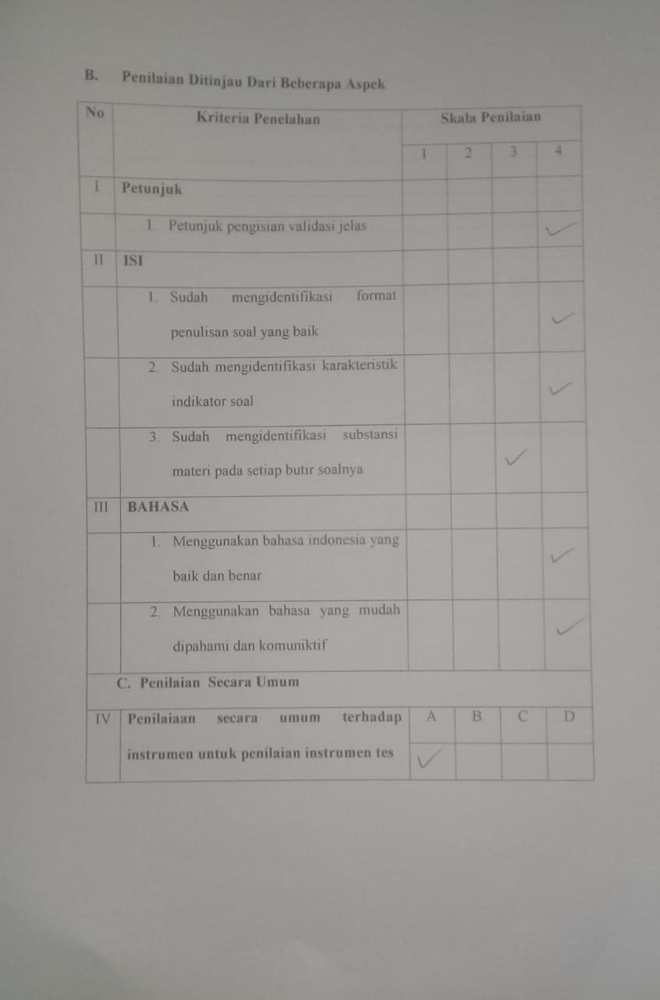 B. Penilaian Ditinjau Dari Beberapa Aspek
No Kriteria Penelahan Skala Penilaian
1 2 3 4
I Petunjuk
1. Petunjuk pengisian validasi jelas
II ISI
1. Sudah mengidentifikasi format
penulisan soal yang baik
2. Sudah mengidentifikasi karakteristik
indikator soal
3. Sudah mengidentifikasi substansi
materi pada setiap butir soalnya
III BAHASA
1. Menggunakan bahasa indonesia yang
baik dan benar
2. Menggunakan bahasa yang mudah
dipahami dan komuniktif
C. Penilaian Secara Umum
IV Penilaiaan secara umum terhadap A B C D
instrumen untuk penilaian instrumen tes